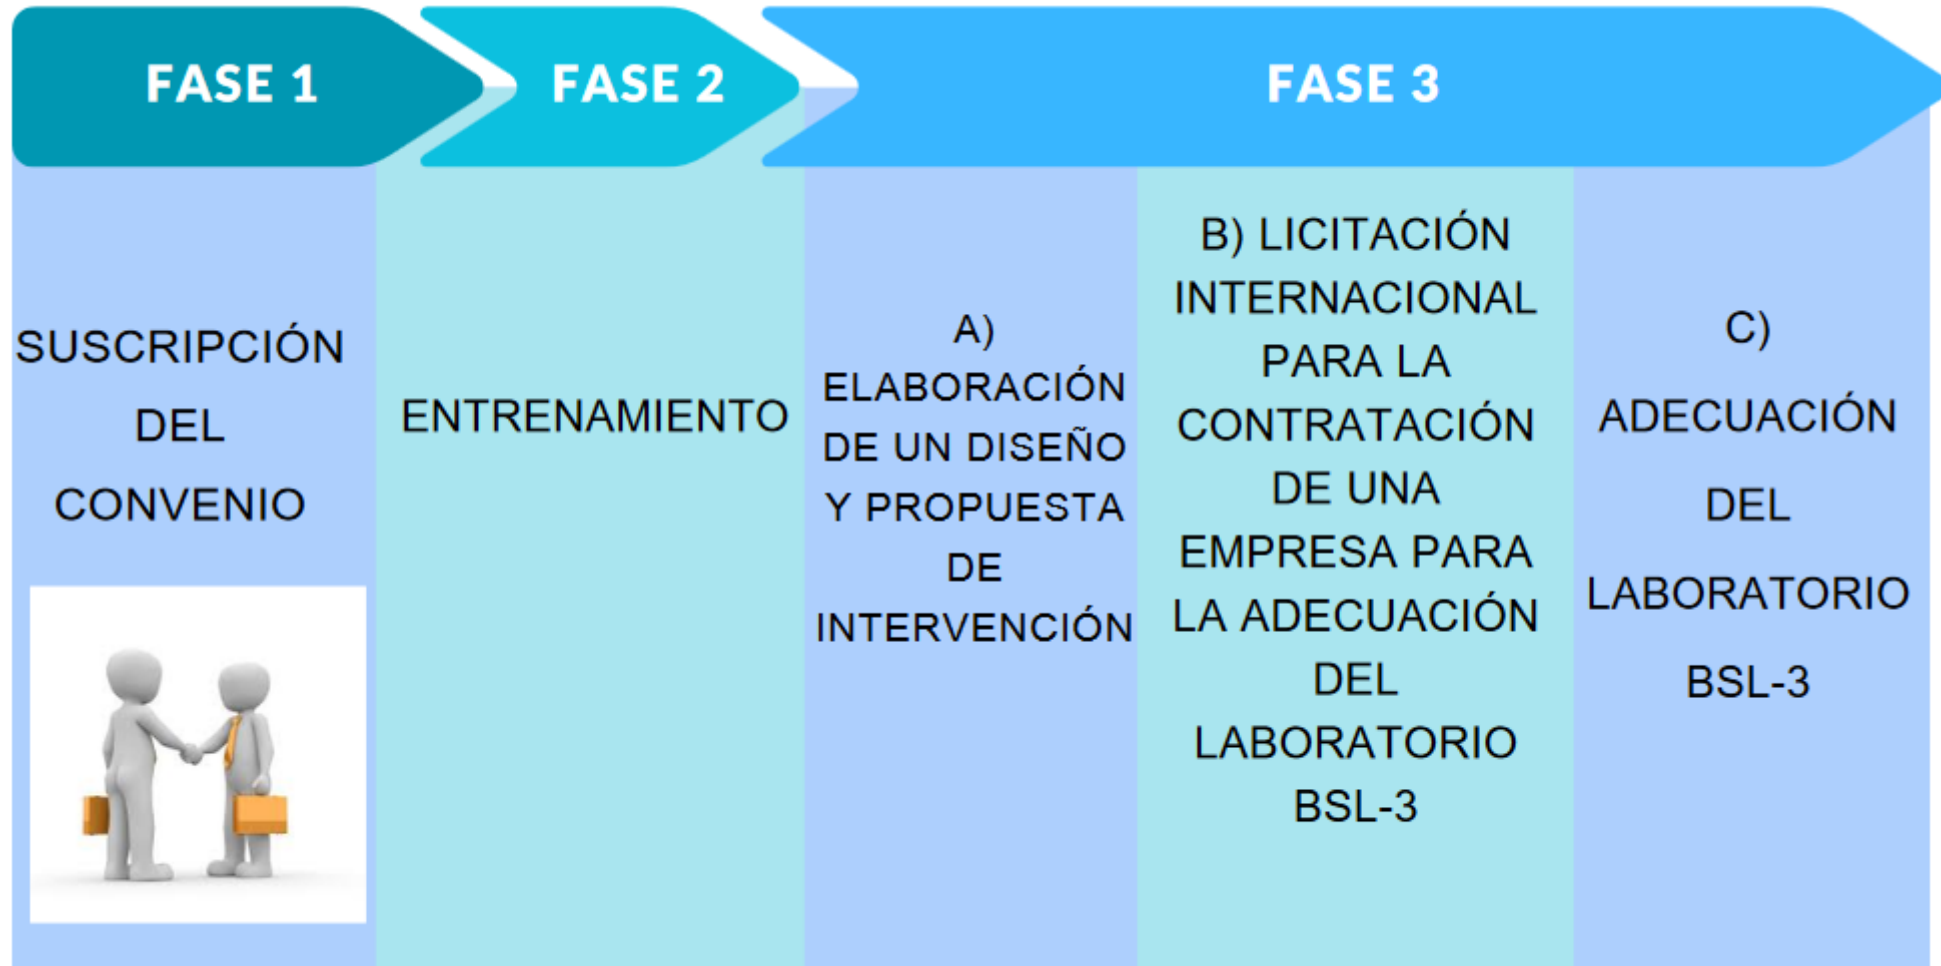 FASE 1
FASE 2
FASE 3
SUSCRIPCIÓN
DEL
CONVENIO
ENTRENAMIENTO
A)
ELABORACIÓN
DE UN DISEÑO
Y PROPUESTA
DE
INTERVENCIÓN
B) LICITACIÓN
INTERNACIONAL
PARA LA
CONTRATACIÓN
DE UNA
EMPRESA PARA
LA ADECUACIÓN
DEL
LABORATORIO
BSL-3
C)
ADECUACIÓN
DEL
LABORATORIO
BSL-3